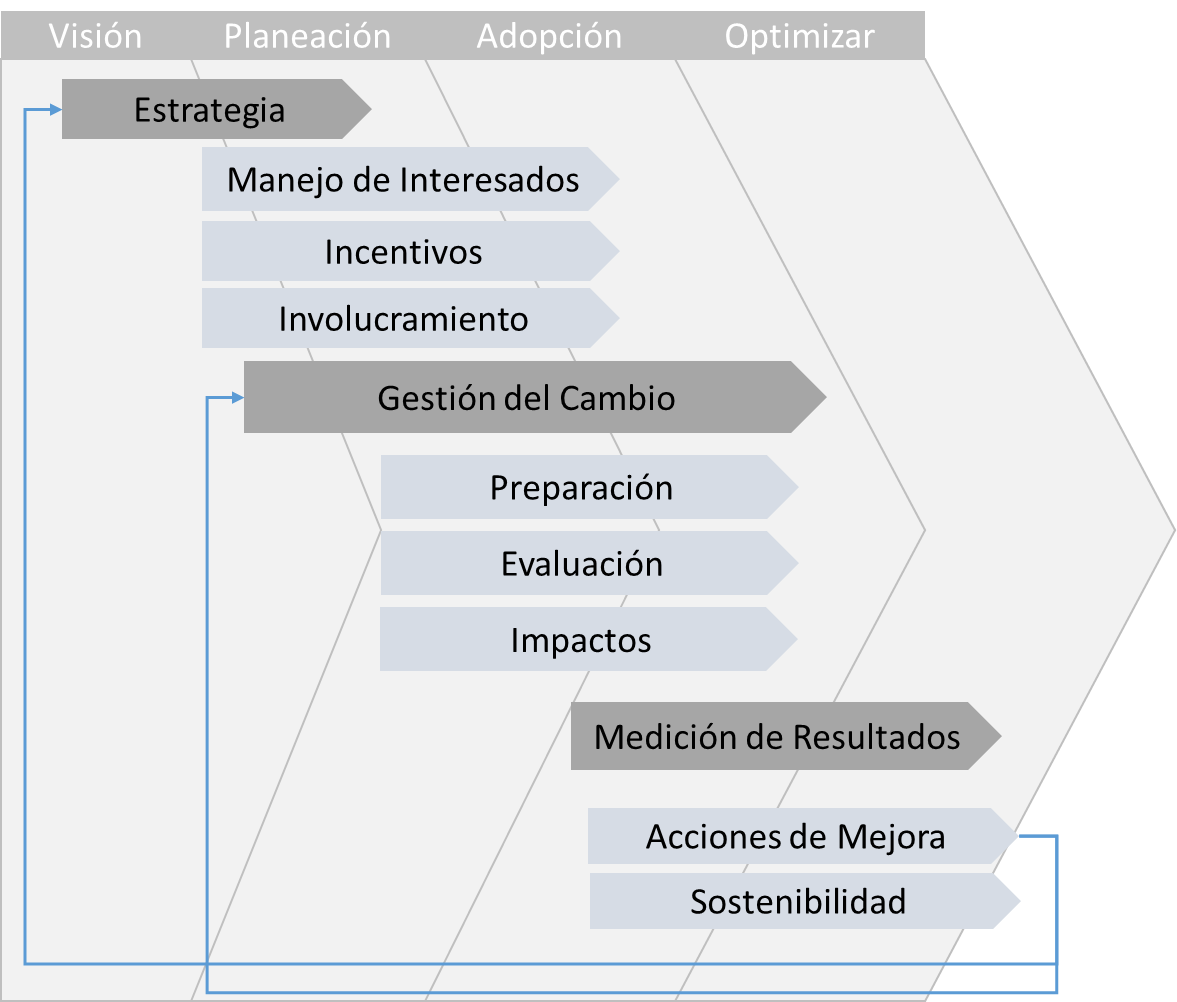 Visión
Planeación
Adopción
Optimizar
Estrategia
Manejo de Interesados
Incentivos
Involucramiento
Gestión del Cambio
Preparación
Evaluación
Impactos
Medición de Resultados
Acciones de Mejora
Sostenibilidad